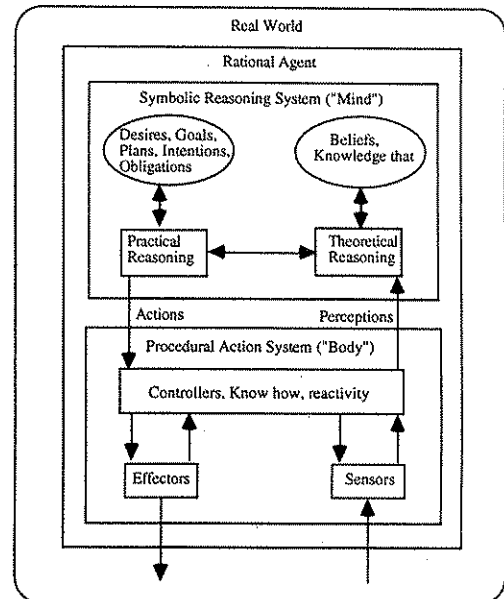 Real World
Rational Agent
Symbolic Reasoning System ("Mind")
Desires, Goals,
Plans, Intentions,
Obligations
Beliefs,
Knowledge that
Practical
Reasoning
Theoretical
Reasoning
Actions
Perceptions
Procedural Action System ("Body")
Controllers, Know how, reactivity
Effectors
Sensors